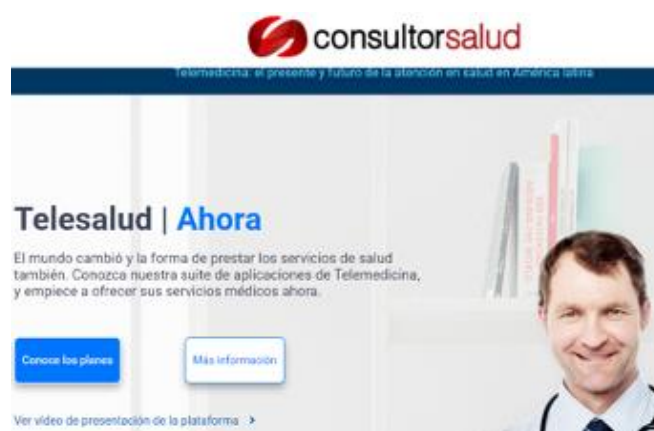 consultorsalud
Telemedicina: el presente y futuro de la atención en salud en América latina
Telesalud | Ahora
El mundo cambió y la forma de prestar los servicios de salud
también. Conozca nuestra suite de aplicaciones de Telemedicina,
y empiece a ofrecer sus servicios médicos ahora.
Conoce los planes
Más información
Ver vídeo de presentación de la plataforma >